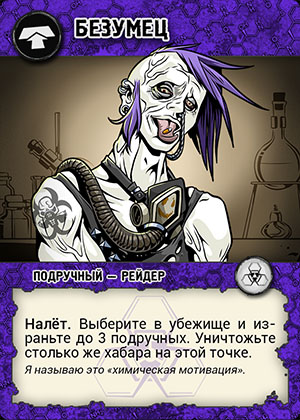 БЕЗУМЕЦ
ПОДРУЧНЫЙ – РЕЙДЕР
Налёт. Выберите в убежище и из-
раньте до 3 подручных. Уничтожьте
столько же хабара на этой точке.
Я называю это «химическая мотивация».